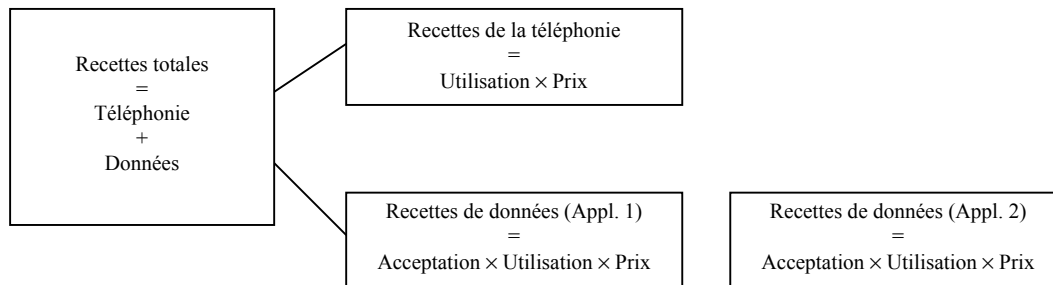 Recettes totales
=
Téléphonie
+
Données
Recettes de la téléphonie
=
Utilisation × Prix
Recettes de données (Appl. 1)
=
Acceptation × Utilisation × Prix
Recettes de données (Appl. 2)
=
Acceptation × Utilisation × Prix